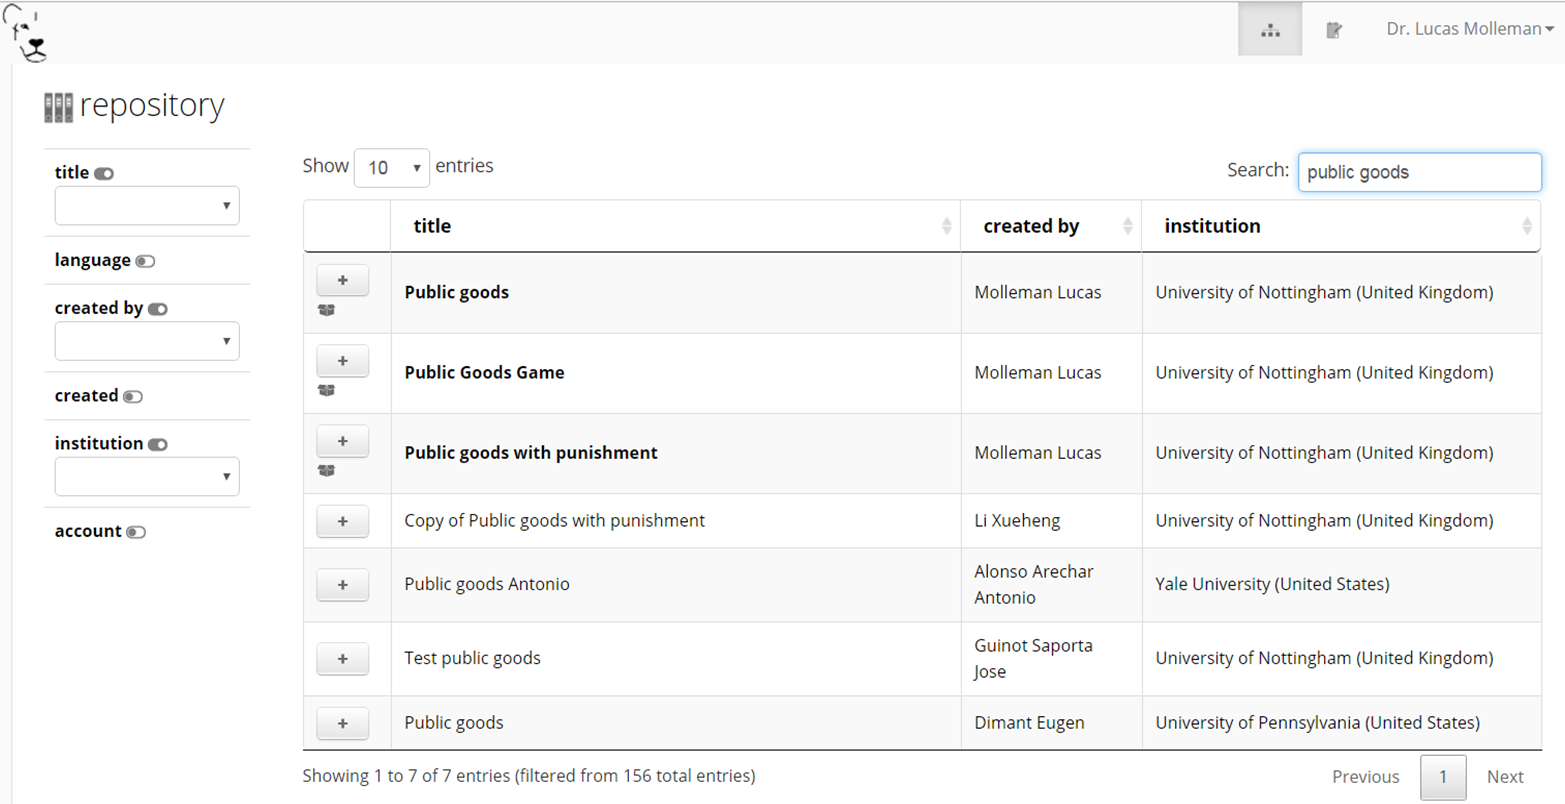 Dr. Lucas Molleman
repository
title
language
created by
created
institution
account
Show 10 entries
Search: public goods
title created by institution
+ Public goods Molleman Lucas University of Nottingham (United Kingdom)
+ Public Goods Game Molleman Lucas University of Nottingham (United Kingdom)
+ Public goods with punishment Molleman Lucas University of Nottingham (United Kingdom)
+ Copy of Public goods with punishment Li Xueheng University of Nottingham (United Kingdom)
+ Public goods Antonio Alonso Arechar Antonio Yale University (United States)
+ Test public goods Guinot Saporta Jose University of Nottingham (United Kingdom)
+ Public goods Dimant Eugen University of Pennsylvania (United States)
Showing 1 to 7 of 7 entries (filtered from 156 total entries)
Previous 1 Next